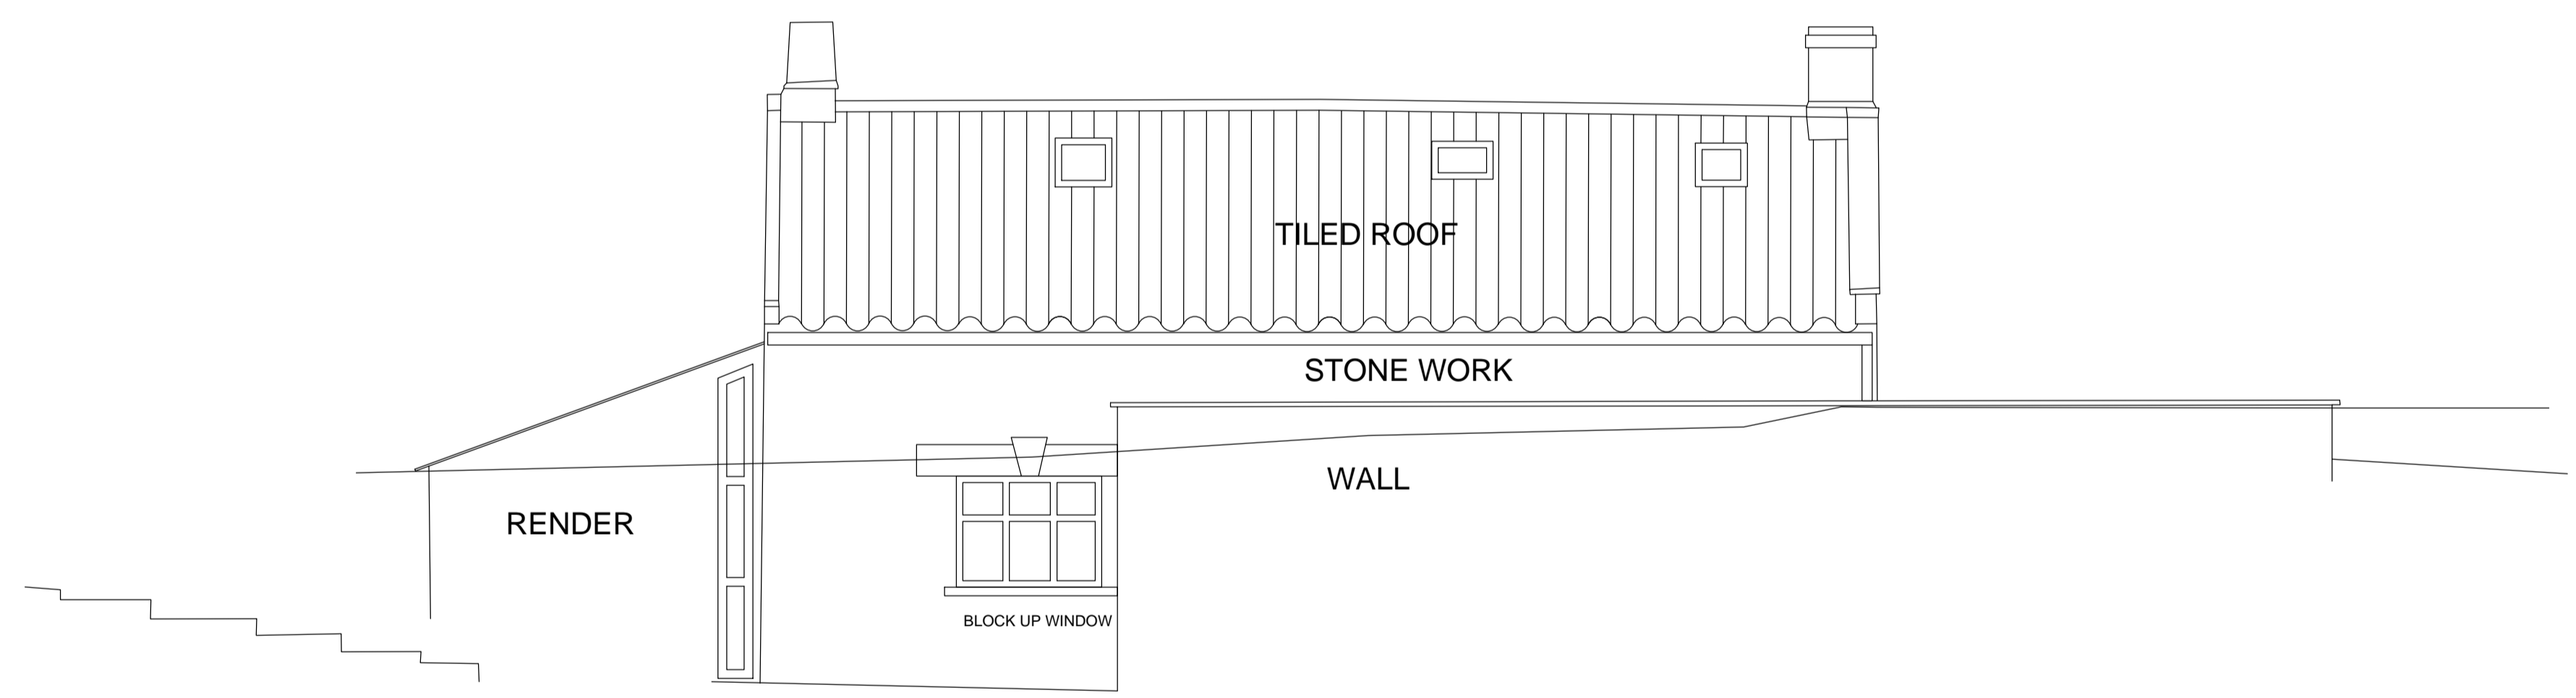 TILED ROOF
STONE WORK
WALL
RENDER
BLOCK UP WINDOW